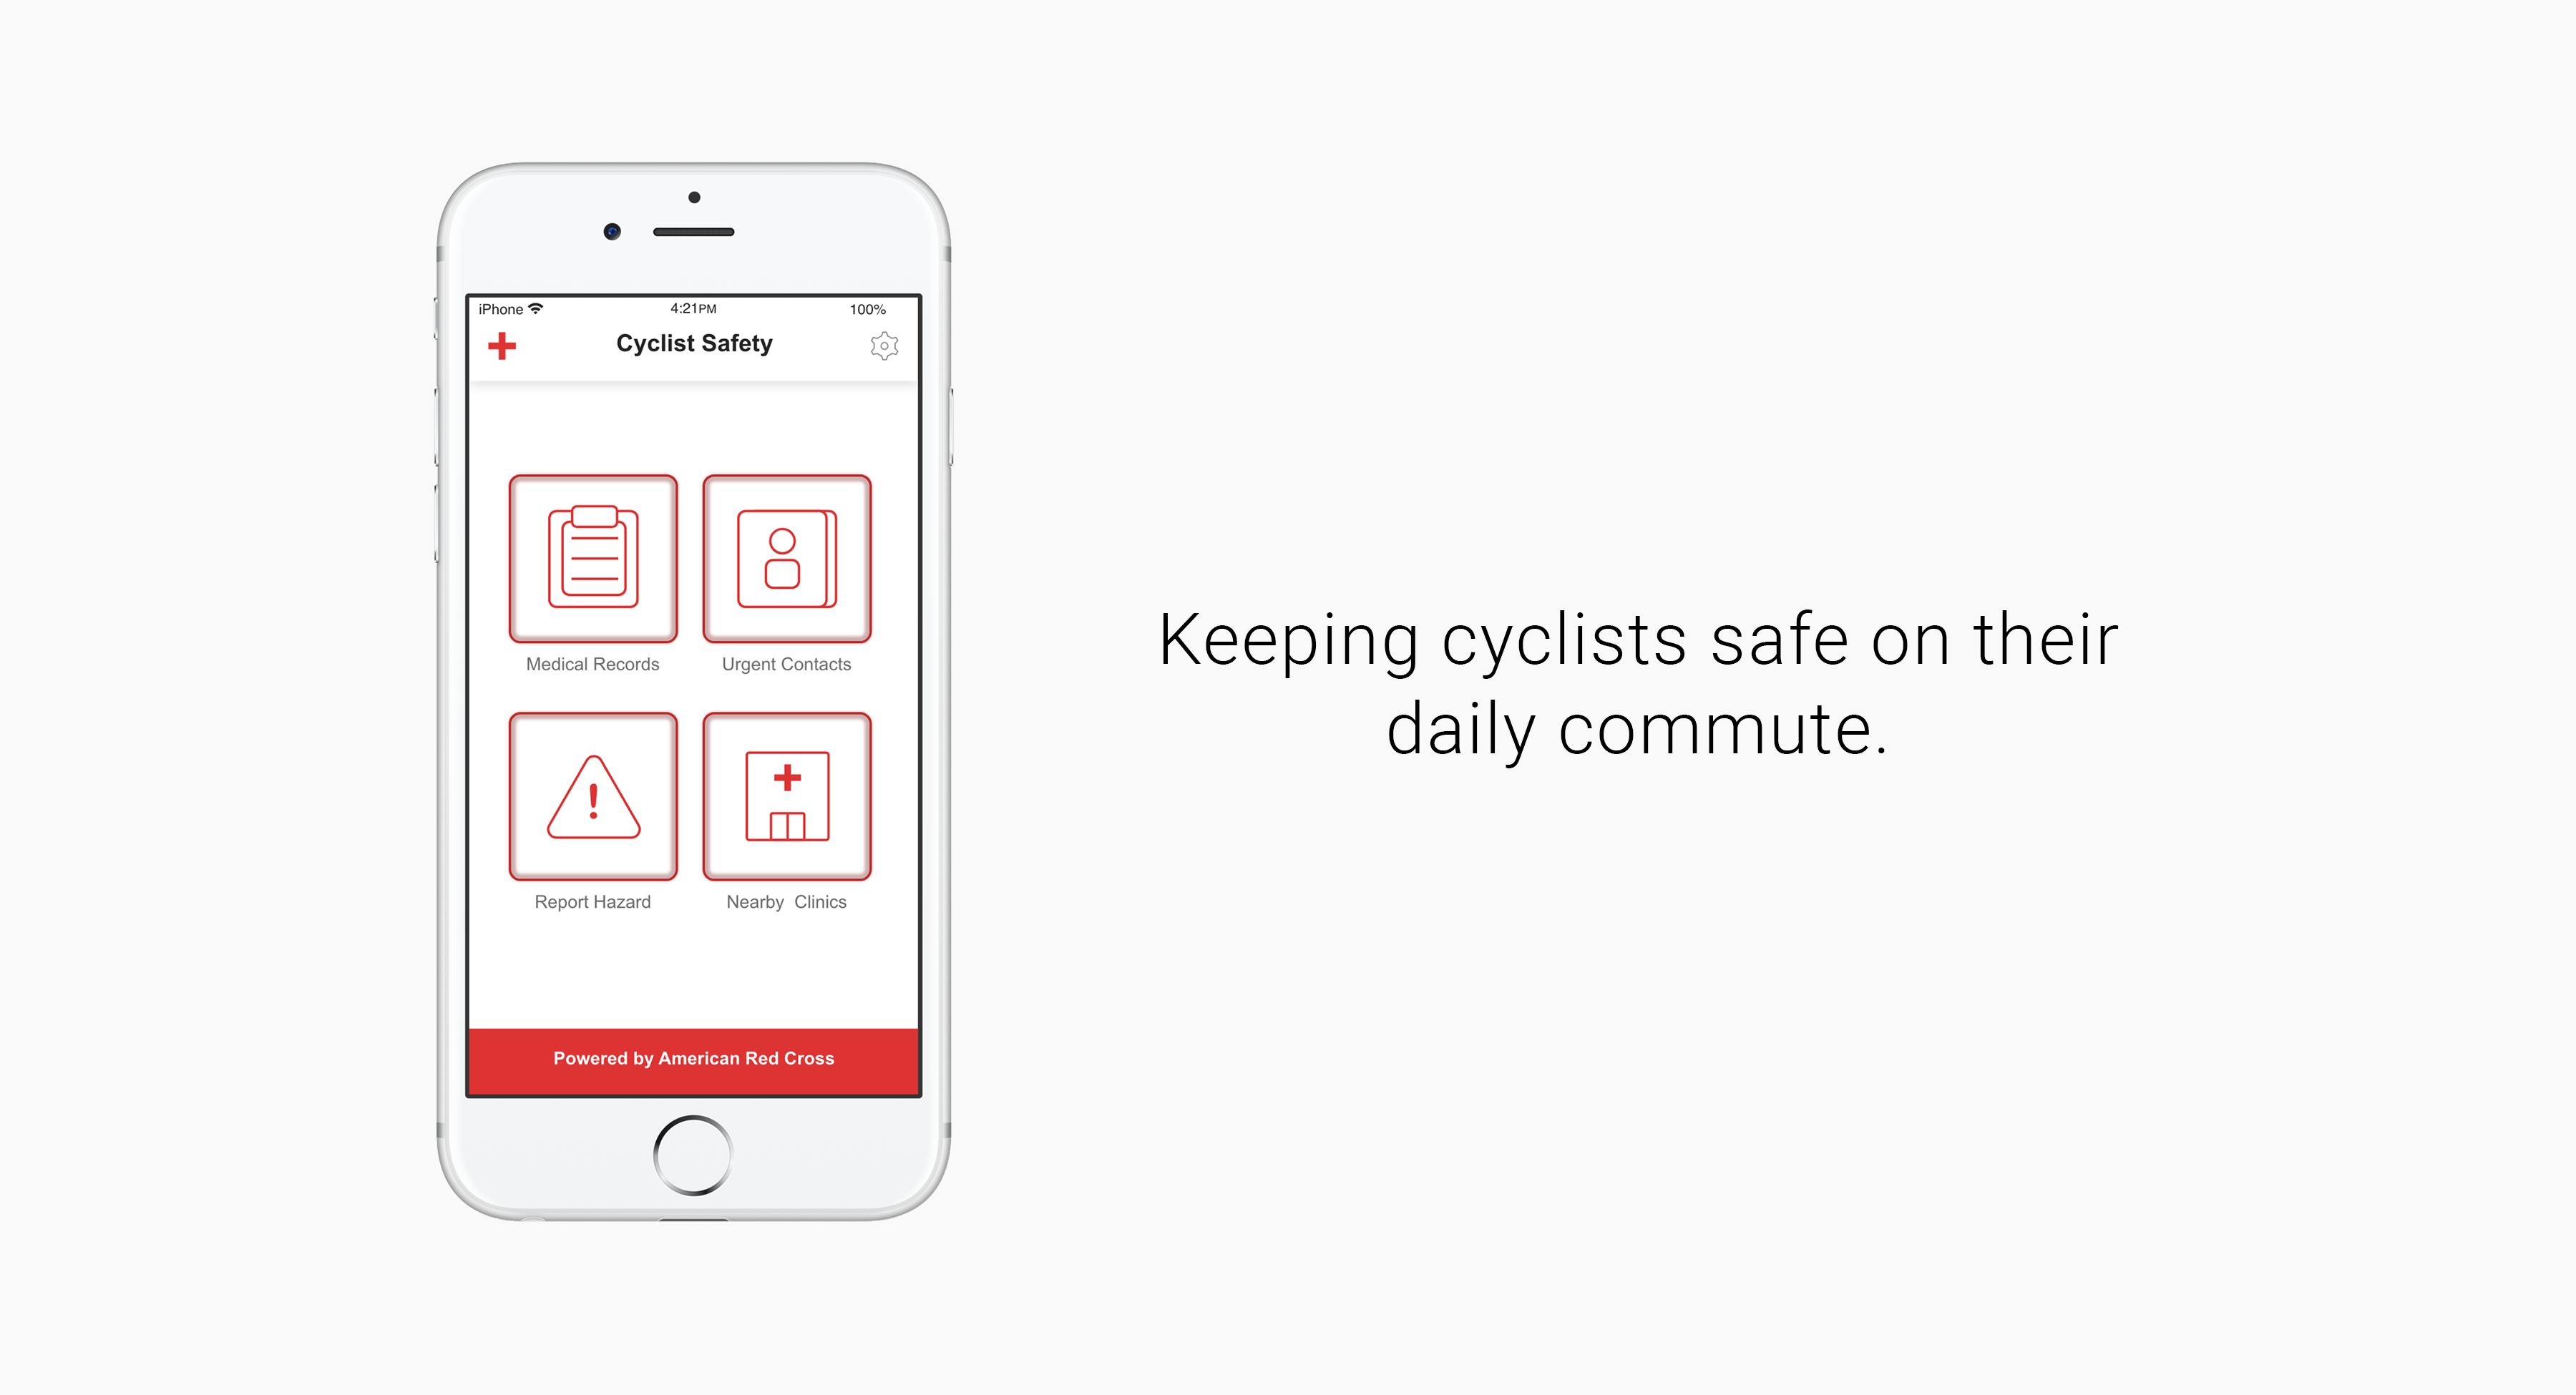 iPhone 4:21PM 100%
Cyclist Safety
Medical Records Urgent Contacts
Report Hazard Nearby Clinics
Powered by American Red Cross
Keeping cyclists safe on their
daily commute.